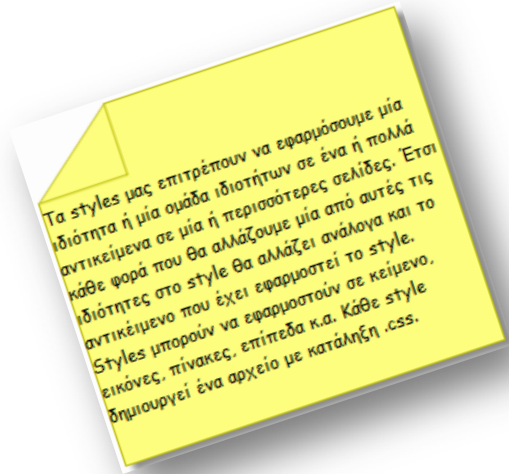 Τα styles μας επιτρέπουν να εφαρμόσουμε μία
ιδιότητα ή μία ομάδα ιδιοτήτων σε ένα ή πολλά
αντικείμενα σε μία ή περισσότερες σελίδες. Έτσι
κάθε φορά που θα αλλάζουμε μία από αυτές τις
ιδιότητες στο style θα αλλάζει ανάλογα και το
αντικέιμενο που έχει εφαρμοστεί το style.
Styles μπορούν να εφαρμοστούν σε κείμενο,
εικόνες, πίνακες, επίπεδα κ.α. Κάθε style
δημιουργεί ένα αρχείο με κατάληξη .css.